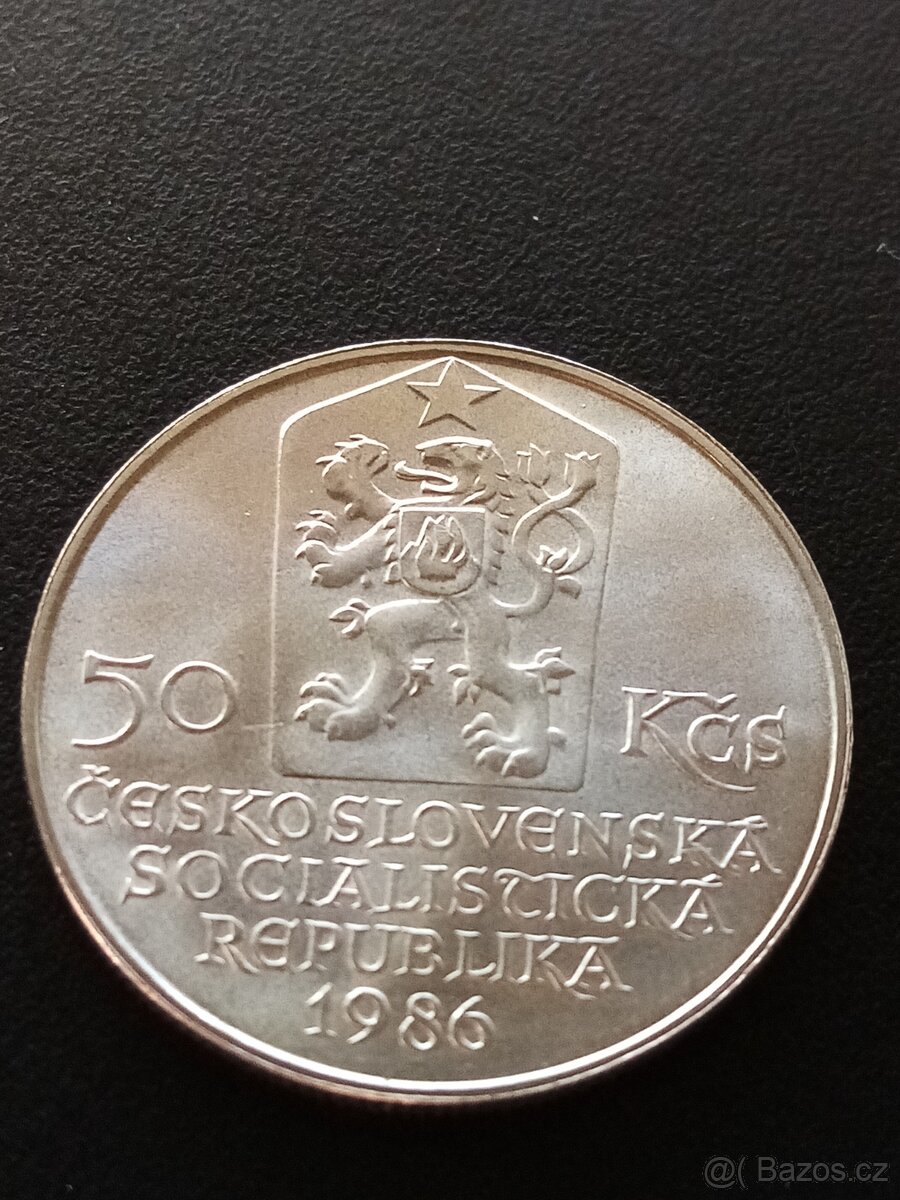 50 Kčs
ČESKOSLOVENSKÁ
SOCIALISTICKÁ
REPUBLIKA
1986
@( Bazos.cz